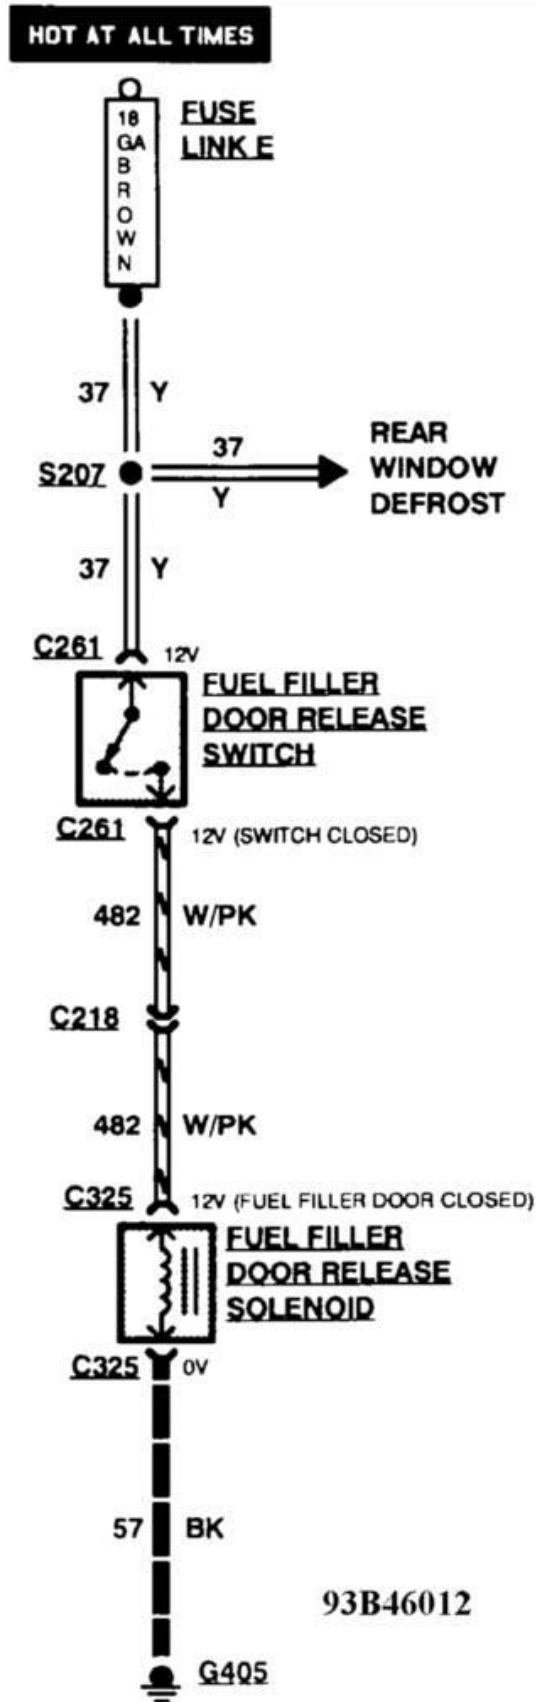 HOT AT ALL TIMES
18
GA
B
R
O
W
N
FUSE
LINK E
37 Y
S207
37
Y
REAR
WINDOW
DEFROST
37 Y
C261 12V
FUEL FILLER
DOOR RELEASE
SWITCH
C261 12V (SWITCH CLOSED)
482 W/PK
C218
482 W/PK
C325 12V (FUEL FILLER DOOR CLOSED)
FUEL FILLER
DOOR RELEASE
SOLENOID
C325 0V
57 BK
93B46012
G405